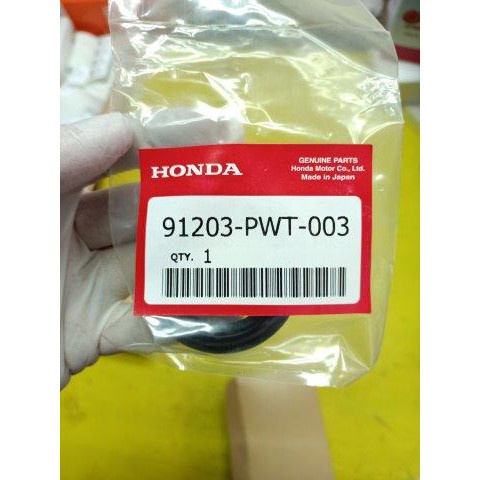 HONDA
GENUINE PARTS
Honda Motor Co., Ltd.
Made in Japan
91203-PWT-003
QTY. 1